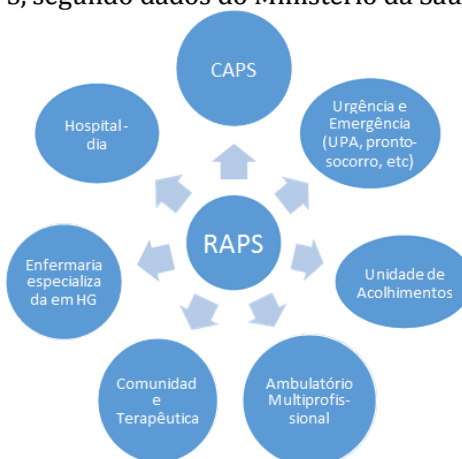 s, segundo dados do Ministério da Saú
CAPS
Urgência e
Emergência
(UPA, pronto-
socorro, etc)
Hospital-
dia
RAPS
Enfermaria
especializa
da em HG
Unidade de
Acolhimentos
Comunidad
e
Terapêutica
Ambulatório
Multiprofis-
sional